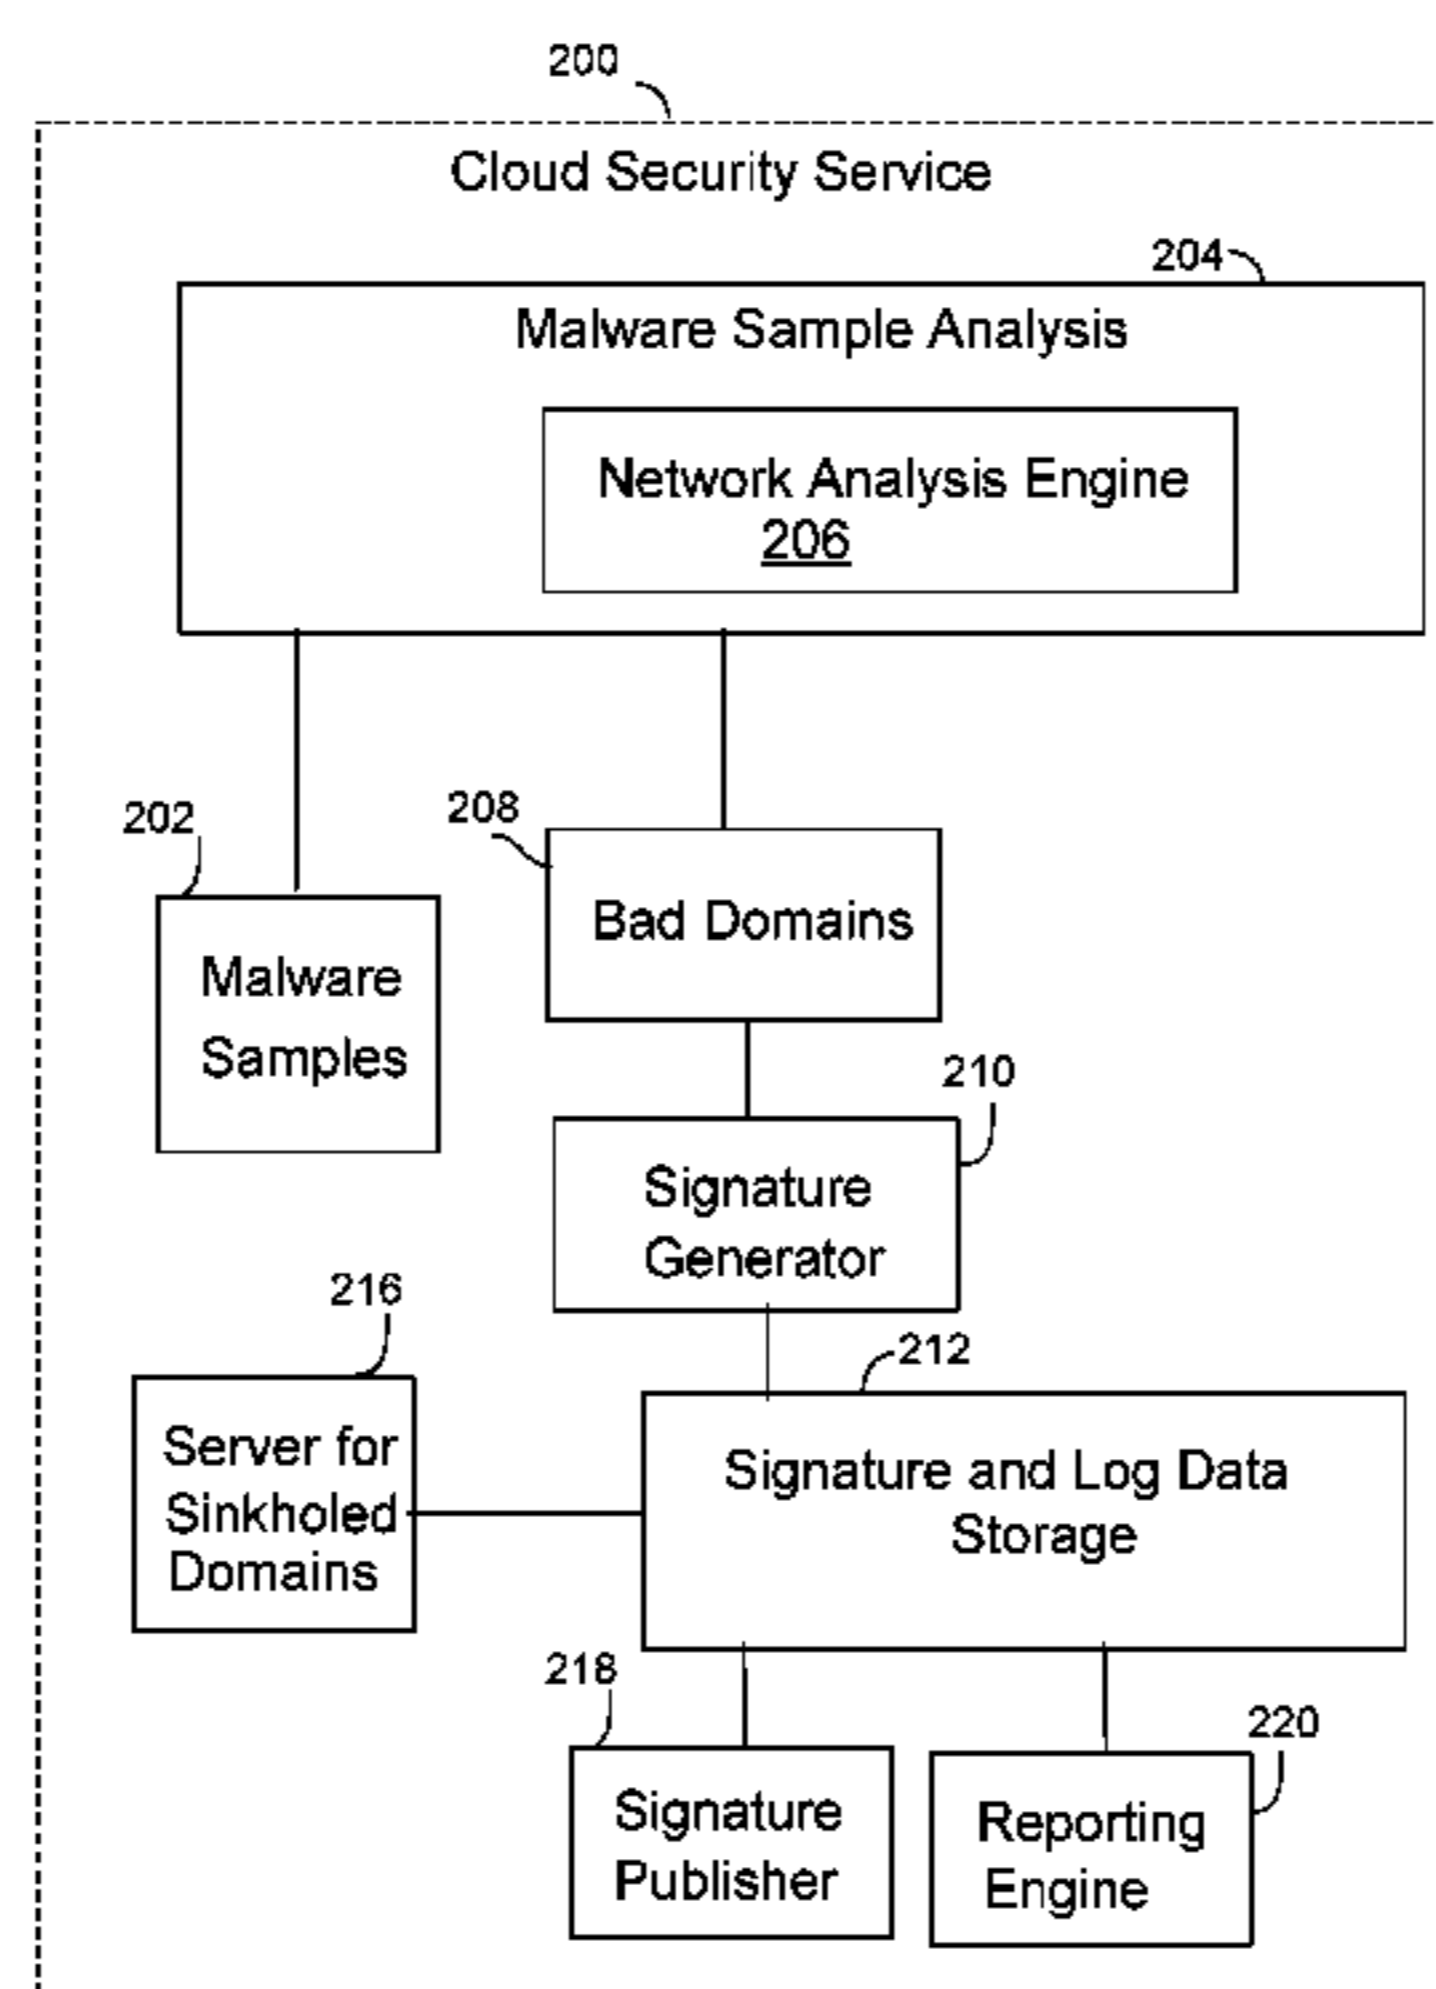 200
Cloud Security Service
204
Malware Sample Analysis
Network Analysis Engine
206
202
208
Malware
Samples
Bad Domains
210
Signature
Generator
216
212
Server for
Sinkholed
Domains
Signature and Log Data
Storage
218
220
Signature
Publisher
Reporting
Engine